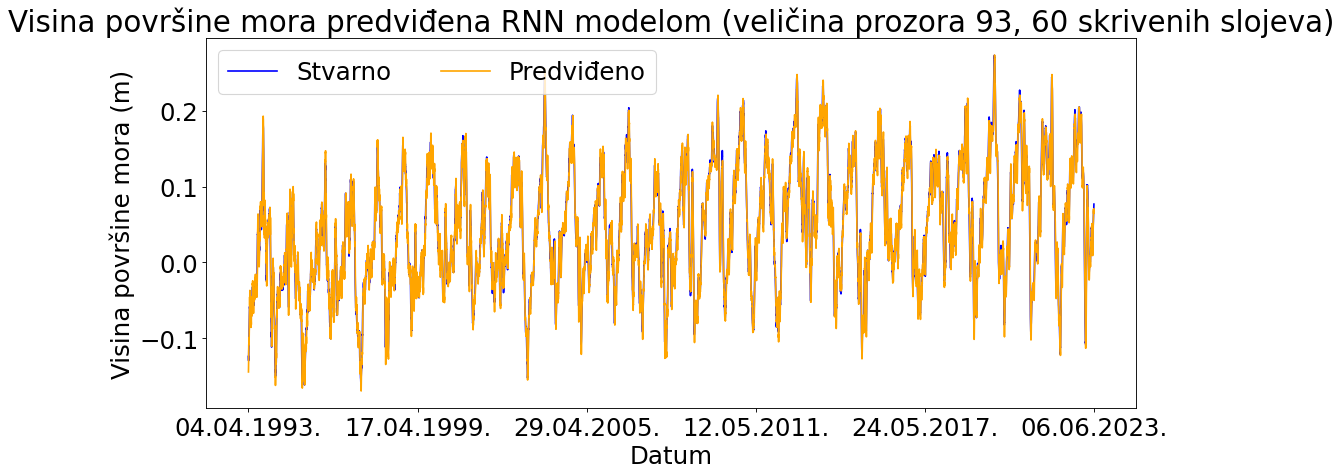 Visina površine mora predviđena RNN modelom (veličina prozora 93, 60 skrivenih slojeva)
Stvarno Predviđeno
Visina površine mora (m)
0.2
0.1
0.0
−0.1
04.04.1993. 17.04.1999. 29.04.2005. 12.05.2011. 24.05.2017. 06.06.2023.
Datum